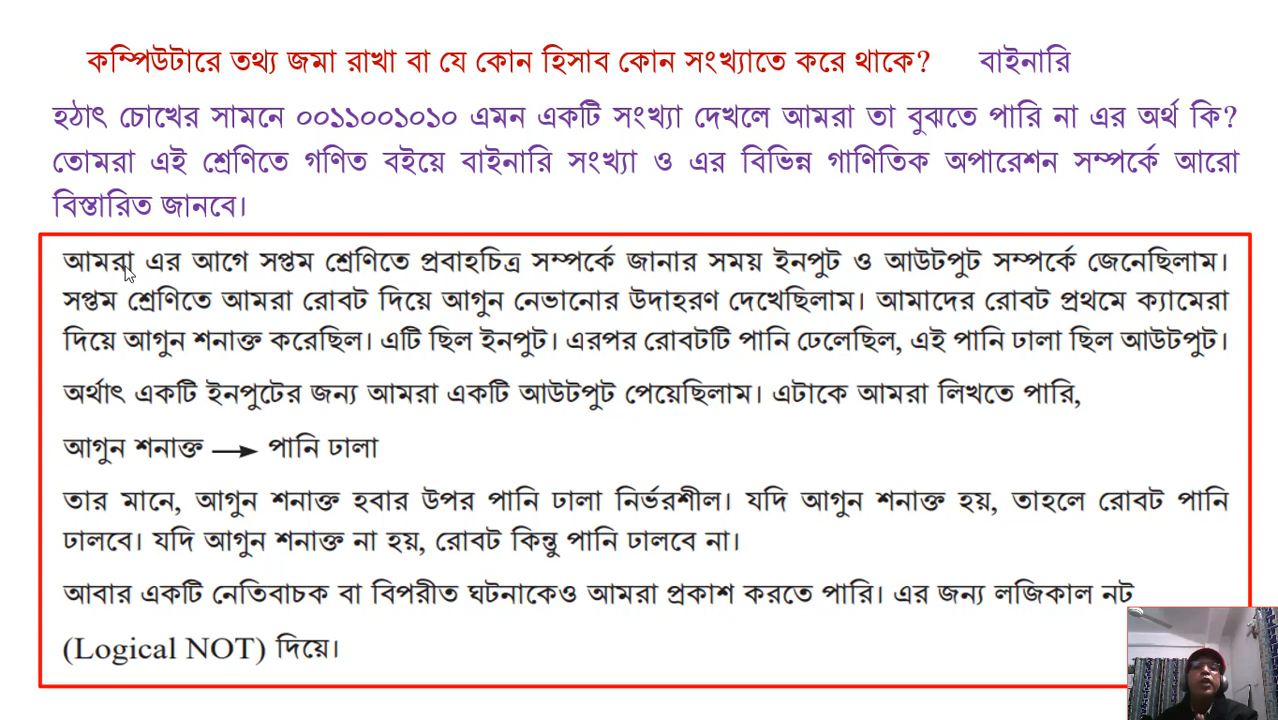 কম্পিউটারে তথ্য জমা রাখা বা যে কোন হিসাব কোন সংখ্যাতে করে থাকে? বাইনারি
হঠাৎ চোখের সামনে ০০১১০০১০১০ এমন একটি সংখ্যা দেখলে আমরা তা বুঝতে পারি না এর অর্থ কি?
তোমরা এই শ্রেণিতে গণিত বইয়ে বাইনারি সংখ্যা ও এর বিভিন্ন গাণিতিক অপারেশন সম্পর্কে আরো
বিস্তারিত জানবে।
আমরা এর আগে সপ্তম শ্রেণিতে প্রবাহচিত্র সম্পর্কে জানার সময় ইনপুট ও আউটপুট সম্পর্কে জেনেছিলাম।
সপ্তম শ্রেণিতে আমরা রোবট দিয়ে আগুন নেভানোর উদাহরণ দেখেছিলাম। আমাদের রোবট প্রথমে ক্যামেরা
দিয়ে আগুন শনাক্ত করেছিল। এটি ছিল ইনপুট। এরপর রোবটটি পানি ঢেলেছিল, এই পানি ঢালা ছিল আউটপুট।
অর্থাৎ একটি ইনপুটের জন্য আমরা একটি আউটপুট পেয়েছিলাম। এটাকে আমরা লিখতে পারি,
আগুন শনাক্ত → পানি ঢালা
তার মানে, আগুন শনাক্ত হবার উপর পানি ঢালা নির্ভরশীল। যদি আগুন শনাক্ত হয়, তাহলে রোবট পানি
ঢালবে। যদি আগুন শনাক্ত না হয়, রোবট কিন্তু পানি ঢালবে না।
আবার একটি নেতিবাচক বা বিপরীত ঘটনাকেও আমরা প্রকাশ করতে পারি। এর জন্য লজিকাল নট
(Logical NOT) দিয়ে।